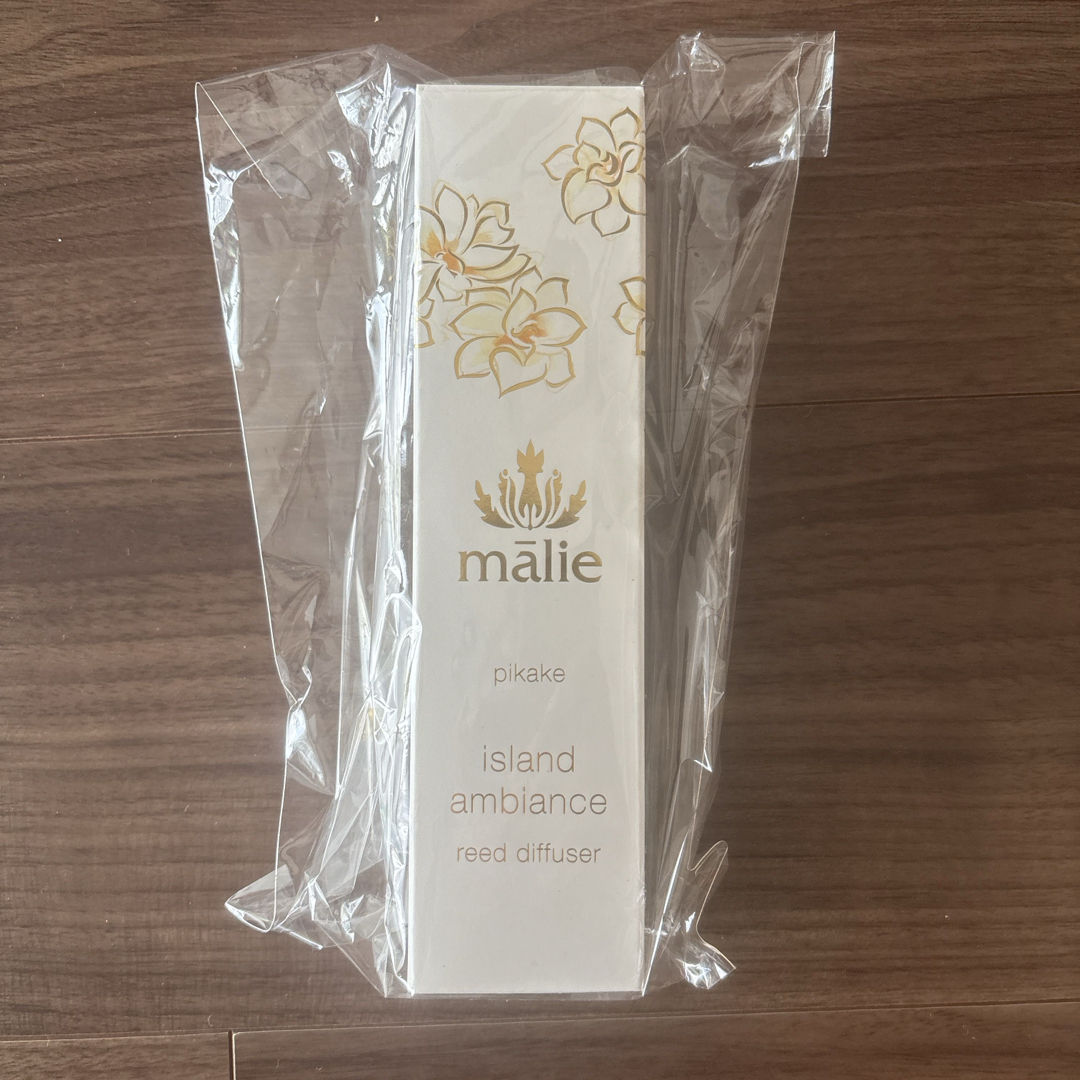 mālie
pikake
island
ambiance
reed diffuser